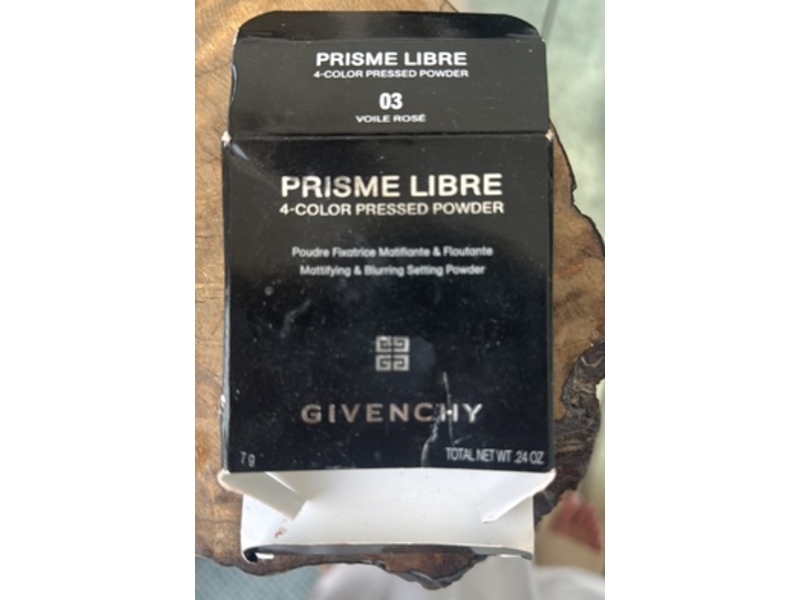 PRISME LIBRE
4-COLOR PRESSED POWDER
03
VOILE ROSÉ
PRISME LIBRE
4-COLOR PRESSED POWDER
Poudre Fixatrice Matifiante & Floutante
Mattifying & Blurring Setting Powder
GIVENCHY
7 g TOTAL NET WT .24 OZ